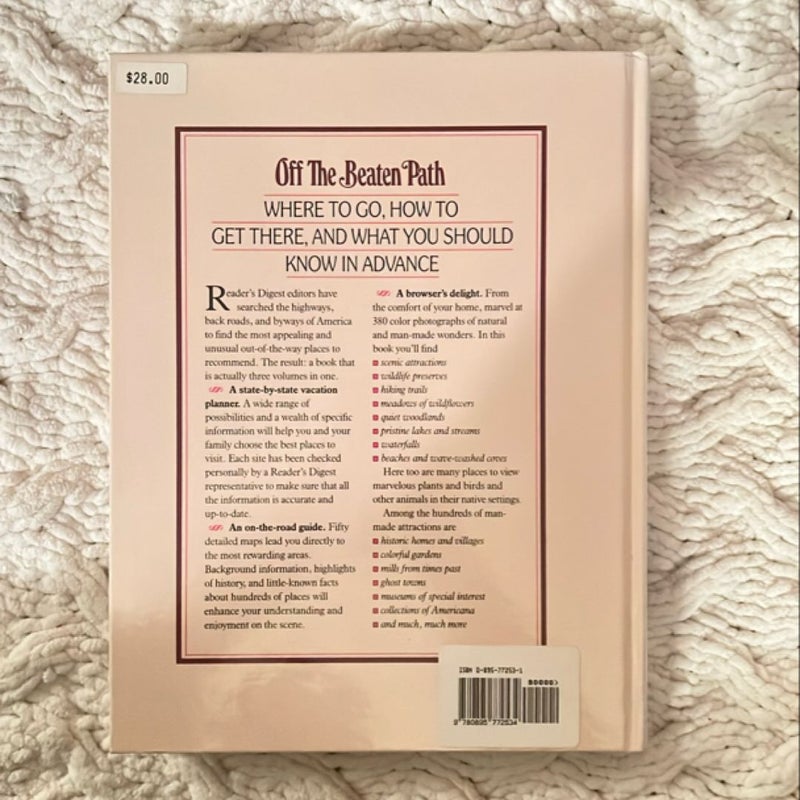 $28.00
Off The Beaten Path
WHERE TO GO, HOW TO
GET THERE, AND WHAT YOU SHOULD
KNOW IN ADVANCE
Reader's Digest editors have
searched the highways,
back roads, and byways of America
to find the most appealing and
unusual out-of-the-way places to
recommend. The result: a book that
is actually three volumes in one.
A state-by-state vacation
planner. A wide range of
possibilities and a wealth of specific
information will help you and your
family choose the best places to
visit. Each site has been checked
personally by a Reader's Digest
representative to make sure that all
the information is accurate and
up-to-date.
An on-the-road guide. Fifty
detailed maps lead you directly to
the most rewarding areas.
Background information, highlights
of history, and little-known facts
about hundreds of places will
enhance your understanding and
enjoyment on the scene.
A browser's delight. From
the comfort of your home, marvel at
380 color photographs of natural
and man-made wonders. In this
book you'll find
scenic attractions
wildlife preserves
hiking trails
meadows of wildflowers
quiet woodlands
pristine lakes and streams
waterfalls
beaches and wave-washed coves
Here too are many places to view
marvelous plants and birds and
other animals in their native settings.
Among the hundreds of man-
made attractions are
historic homes and villages
colorful gardens
mills from times past
ghost towns
museums of special interest
collections of Americana
and much, much more
ISBN 0-895-77253-1
90000>
9 780895 772534